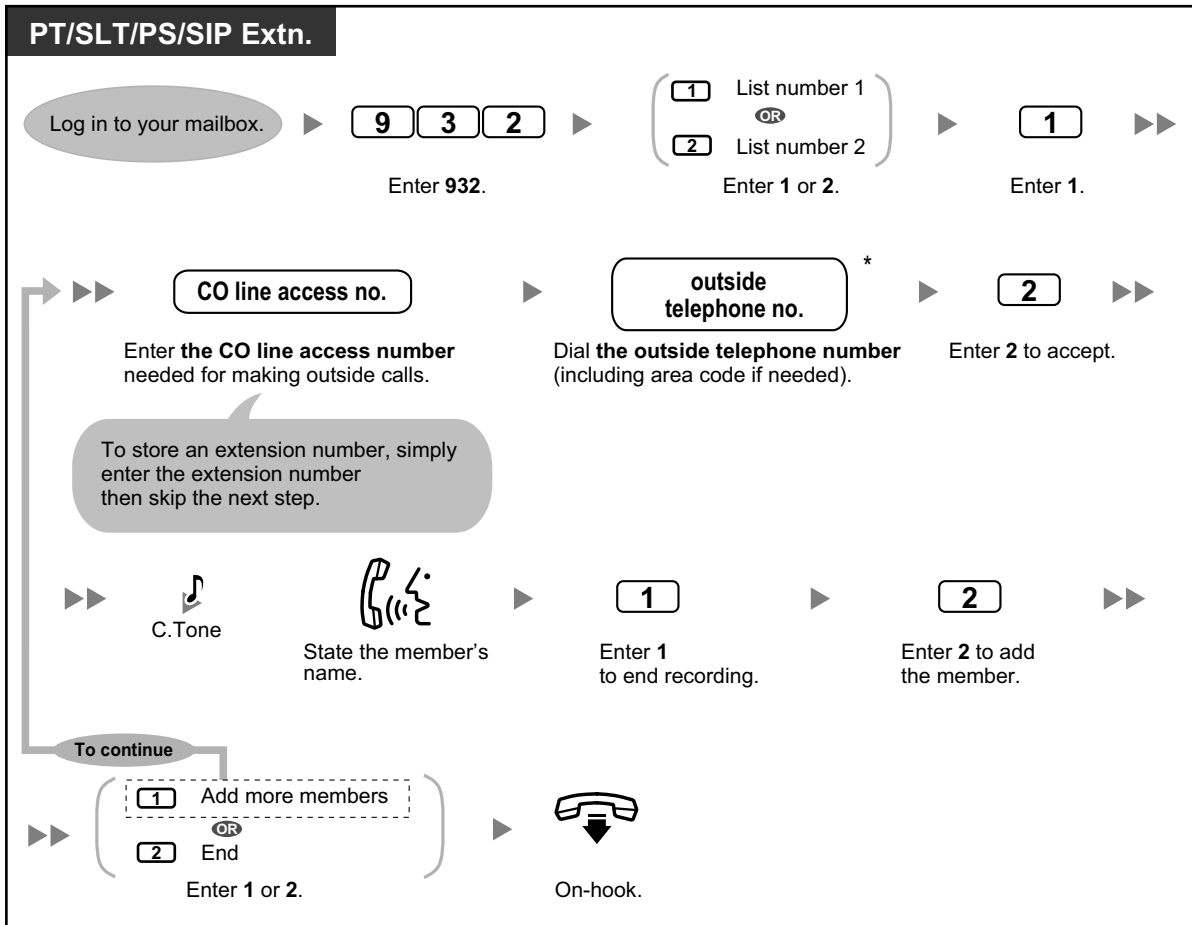 PT/SLT/PS/SIP Extn.
Log in to your mailbox.
9 3 2
Enter 932.
1 List number 1
OR
2 List number 2
Enter 1 or 2.
1
Enter 1.
CO line access no.
Enter the CO line access number
needed for making outside calls.
outside
telephone no.
*
Dial the outside telephone number
(including area code if needed).
2
Enter 2 to accept.
To store an extension number, simply
enter the extension number
then skip the next step.
C.Tone
State the member's
name.
1
Enter 1
to end recording.
2
Enter 2 to add
the member.
To continue
1 Add more members
OR
2 End
Enter 1 or 2.
On-hook.